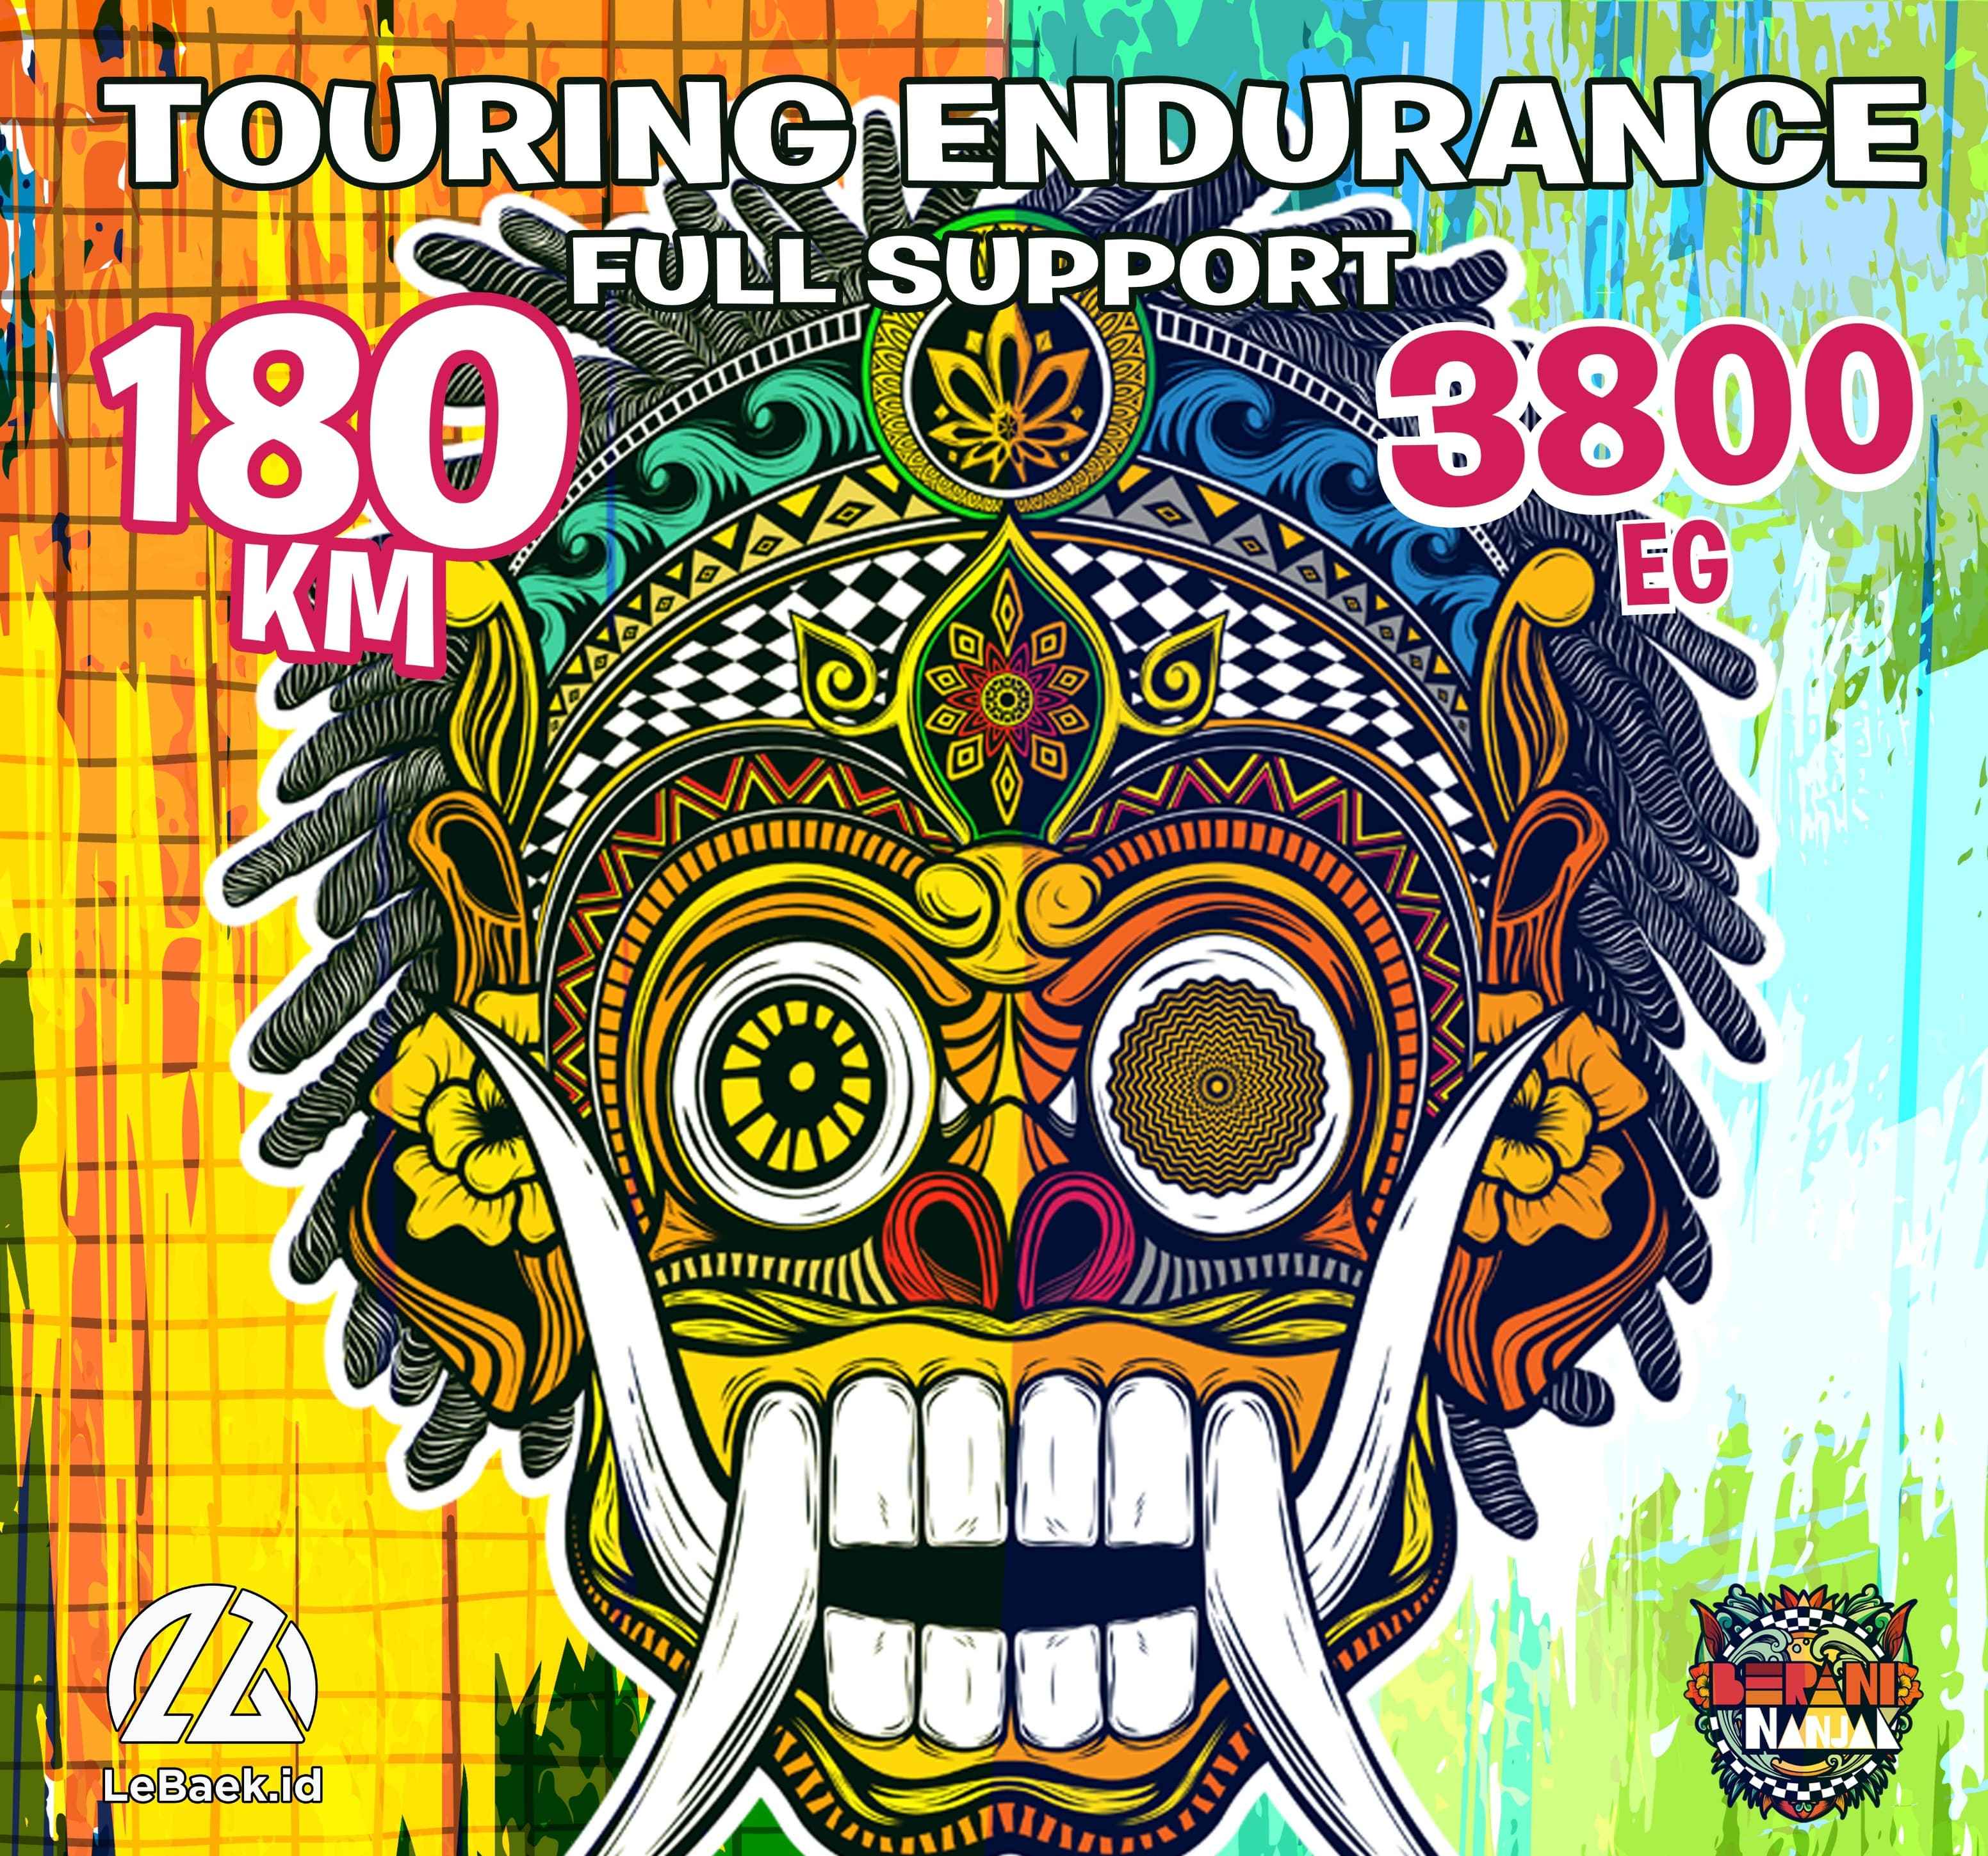 TOURING ENDURANCE
FULL SUPPORT
180
KM
3800
EG
LeBaek.id
BERANI
NANJAK